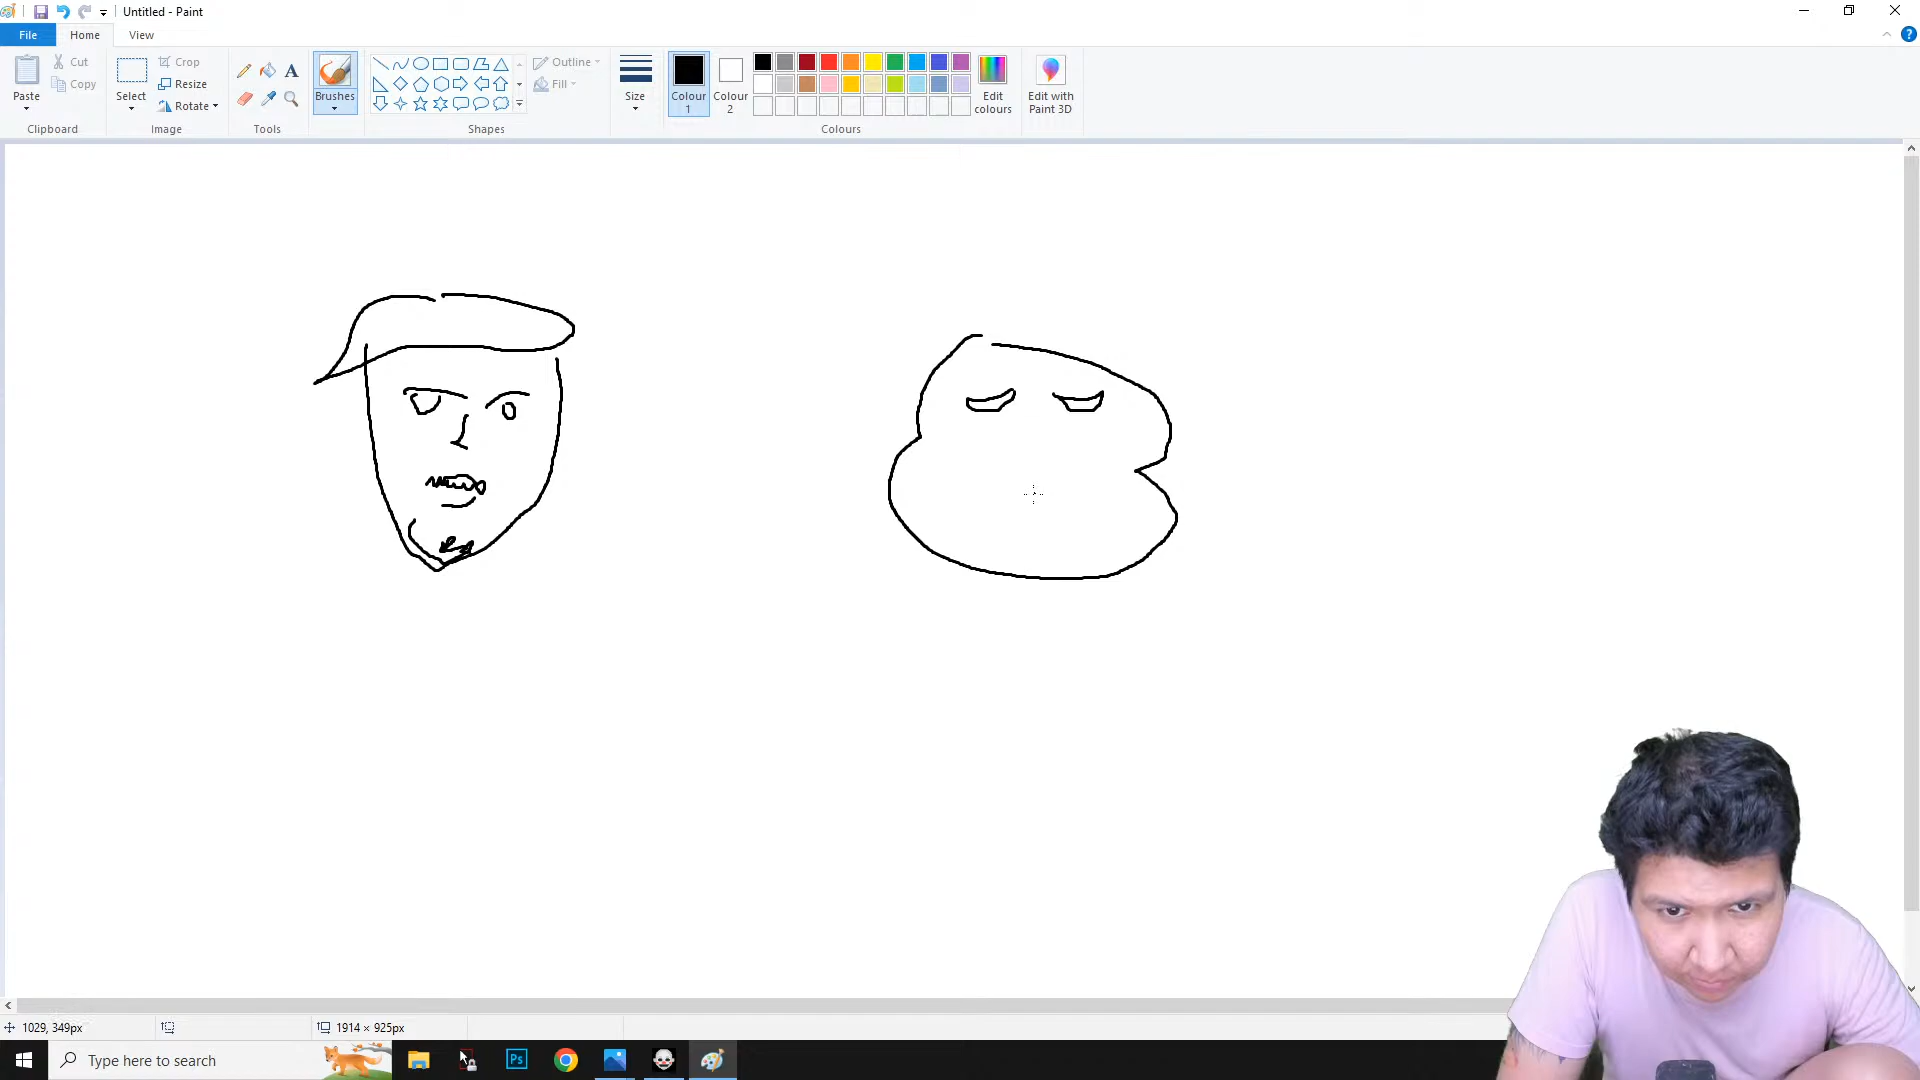 Untitled - Paint
File Home View
Paste
Cut
Copy
Clipboard
Select
Crop
Resize
Rotate
Image
A
Tools
Brushes
Outline
Fill
Shapes
Size
Colour 1
Colour 2
Edit colours
Colours
Edit with Paint 3D
?
1029, 349px
1914 × 925px
Type here to search
Ps